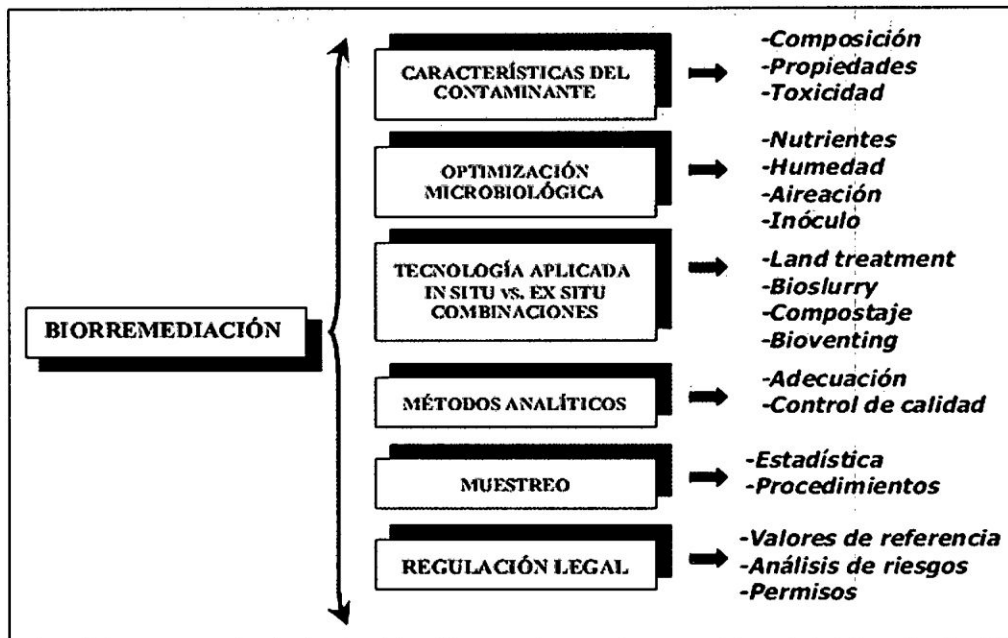 BIORREMEDIACIÓN
CARACTERÍSTICAS DEL
CONTAMINANTE
-Composición
-Propiedades
-Toxicidad
OPTIMIZACIÓN
MICROBIOLÓGICA
-Nutrientes
-Humedad
-Aireación
-Inóculo
TECNOLOGÍA APLICADA
IN SITU vs. EX SITU
COMBINACIONES
-Land treatment
-Bioslurry
-Compostaje
-Bioventing
MÉTODOS ANALÍTICOS
-Adecuación
-Control de calidad
MUESTREO
-Estadística
-Procedimientos
REGULACIÓN LEGAL
-Valores de referencia
-Análisis de riesgos
-Permisos